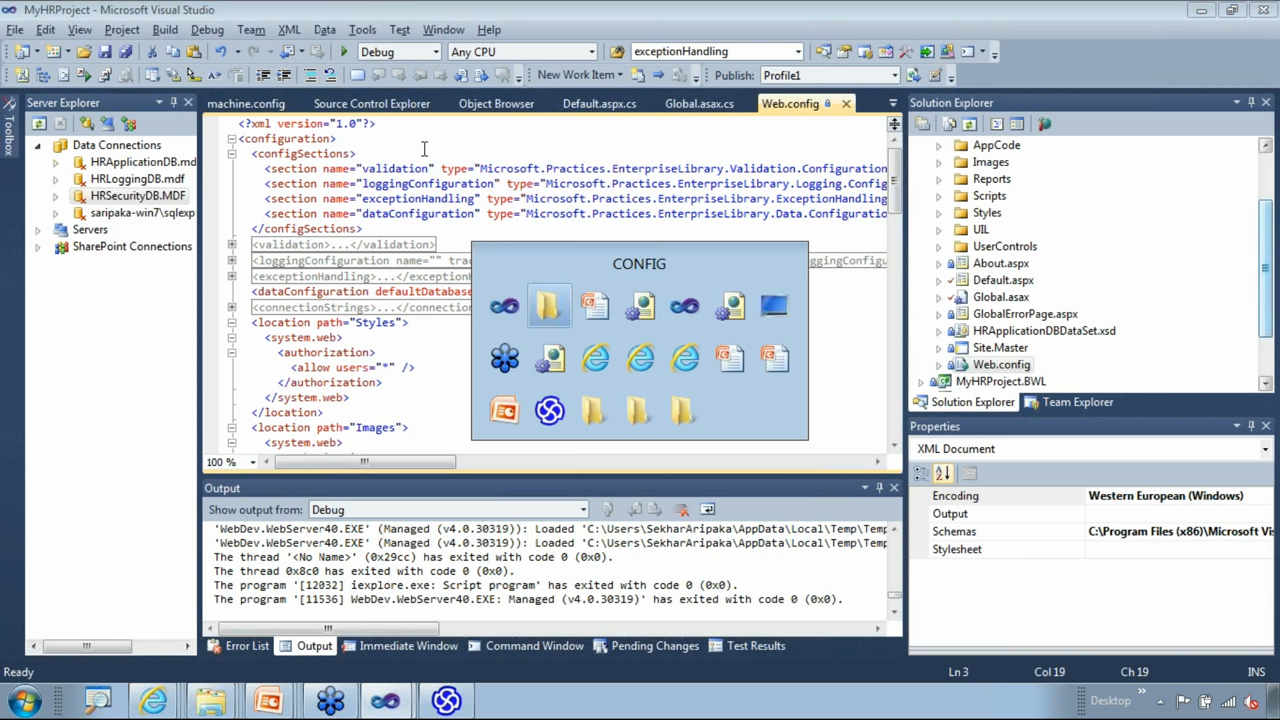 MyHRProject - Microsoft Visual Studio
File Edit View Project Build Debug Team XML Data Tools Test Window Help
Debug Any CPU exceptionHandling
New Work Item Publish: Profile1
Server Explorer
Toolbox
Data Connections
HRApplicationDB.md
HRLoggingDB.mdf
HRSecurityDB.MDF
saripaka-win7\sqlexp
Servers
SharePoint Connections
machine.config Source Control Explorer Object Browser Default.aspx.cs Global.asax.cs Web.config
<?xml version="1.0"?>
<configuration>
<configSections>
<section name="validation" type="Microsoft.Practices.EnterpriseLibrary.Validation.Configuration
<section name="loggingConfiguration" type="Microsoft.Practices.EnterpriseLibrary.Logging.Config
<section name="exceptionHandling" type="Microsoft.Practices.EnterpriseLibrary.ExceptionHandling
<section name="dataConfiguration" type="Microsoft.Practices.EnterpriseLibrary.Data.Configuratio
</configSections>
<validation>...</validation>
<loggingConfiguration name="" trac
oggingConfigu
<exceptionHandling>...</exceptionH
<dataConfiguration defaultDatabase
<connectionStrings>...</connection
<location path="Styles">
<system.web>
<authorization>
<allow users="*" />
</authorization>
</system.web>
</location>
<location path="Images">
<system.web>
100 %
CONFIG
Output
Show output from: Debug
'WebDev.WebServer40.EXE' (Managed (v4.0.30319)): Loaded 'C:\Users\SekharAripaka\AppData\Local\Temp\Tempo
'WebDev.WebServer40.EXE' (Managed (v4.0.30319)): Loaded 'C:\Users\SekharAripaka\AppData\Local\Temp\Tempo
The thread '<No Name>' (0x29cc) has exited with code 0 (0x0).
The thread 0x8c0 has exited with code 0 (0x0).
The program '[12032] iexplore.exe: Script program' has exited with code 0 (0x0).
The program '[11536] WebDev.WebServer40.EXE: Managed (v4.0.30319)' has exited with code 0 (0x0).
Error List Output Immediate Window Command Window Pending Changes Test Results
Solution Explorer
AppCode
Images
Reports
Scripts
Styles
UIL
UserControls
About.aspx
Default.aspx
Global.asax
GlobalErrorPage.aspx
HRApplicationDBDataSet.xsd
Site.Master
Web.config
MyHRProject.BWL
Solution Explorer Team Explorer
Properties
XML Document
Encoding Western European (Windows)
Output
Schemas C:\Program Files (x86)\Microsoft Vis
Stylesheet
Ready Ln 3 Col 19 Ch 19 INS
Desktop